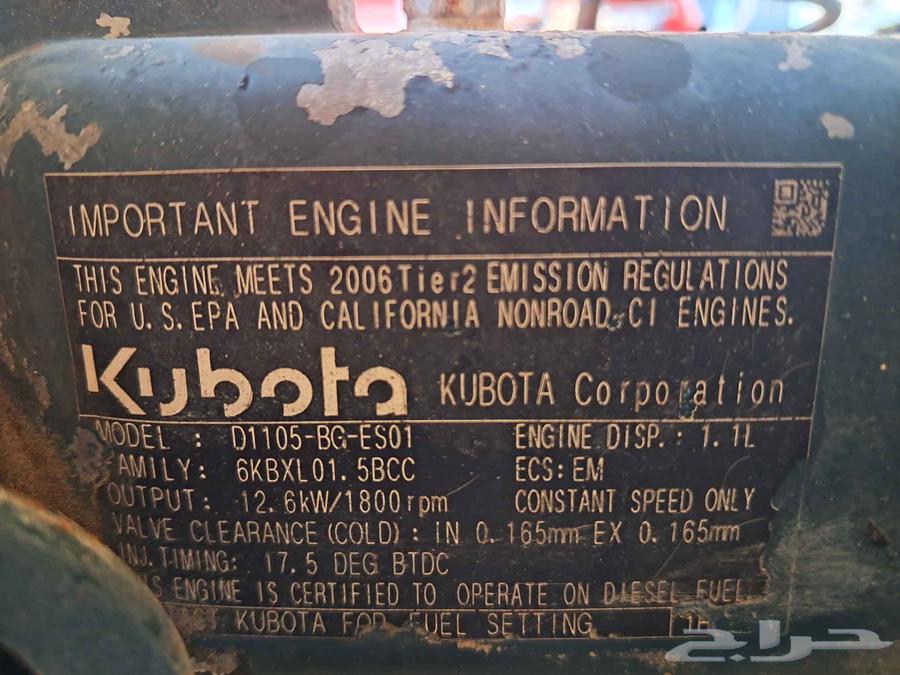 IMPORTANT ENGINE INFORMATION
THIS ENGINE MEETS 2006Tier2 EMISSION REGULATIONS
FOR U.S. EPA AND CALIFORNIA NONROAD CI ENGINES.
Kubota KUBOTA Corporation
MODEL : D1105-BG-ES01 ENGINE DISP.: 1.1L
AMILY: 6KBXL01.5BCC ECS: EM
OUTPUT: 12.6kW/1800rpm CONSTANT SPEED ONLY
VALVE CLEARANCE (COLD) : IN 0.165mm EX 0.165mm
INJ.TIMING: 17.5 DEG BTDC
S ENGINE IS CERTIFIED TO OPERATE ON DIESEL FUEL
KUBOTA FOR FUEL SETTING
حراج